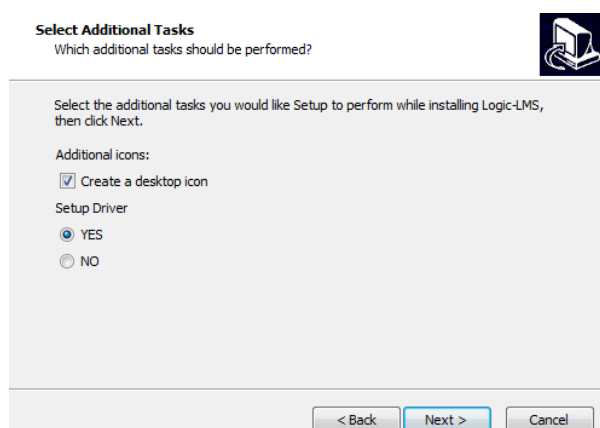 Select Additional Tasks
Which additional tasks should be performed?
Select the additional tasks you would like Setup to perform while installing Logic-LMS,
then click Next.
Additional icons:
Create a desktop icon
Setup Driver
YES
NO
< Back
Next >
Cancel